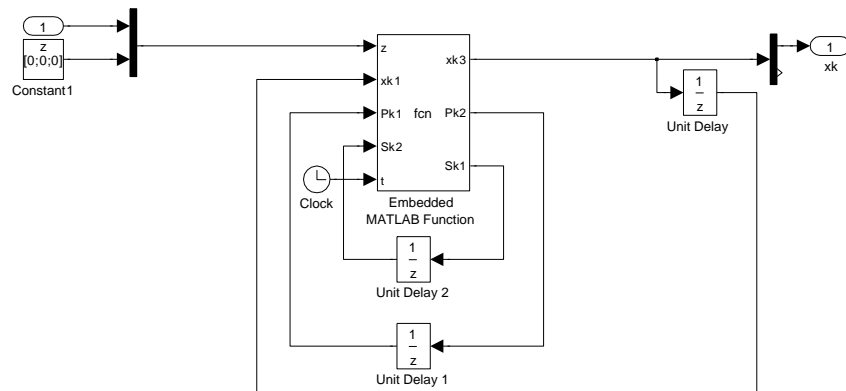 1
z
[0;0;0]
Constant1
z
xk1
Pk1
Sk2
t
fcn
xk3
Pk2
Sk1
Embedded
MATLAB Function
Clock
1
z
Unit Delay
1
xk
1
z
Unit Delay 2
1
z
Unit Delay 1